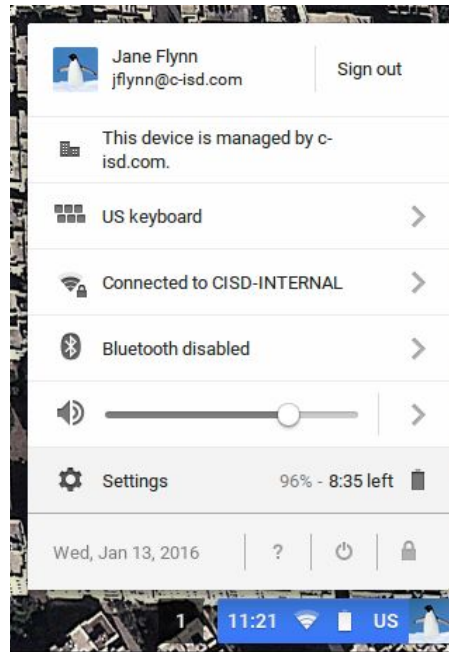 Jane Flynn
jflynn@c-isd.com
Sign out
This device is managed by c-
isd.com.
US keyboard
Connected to CISD-INTERNAL
Bluetooth disabled
Settings
96% - 8:35 left
Wed, Jan 13, 2016
?
1
11:21
US